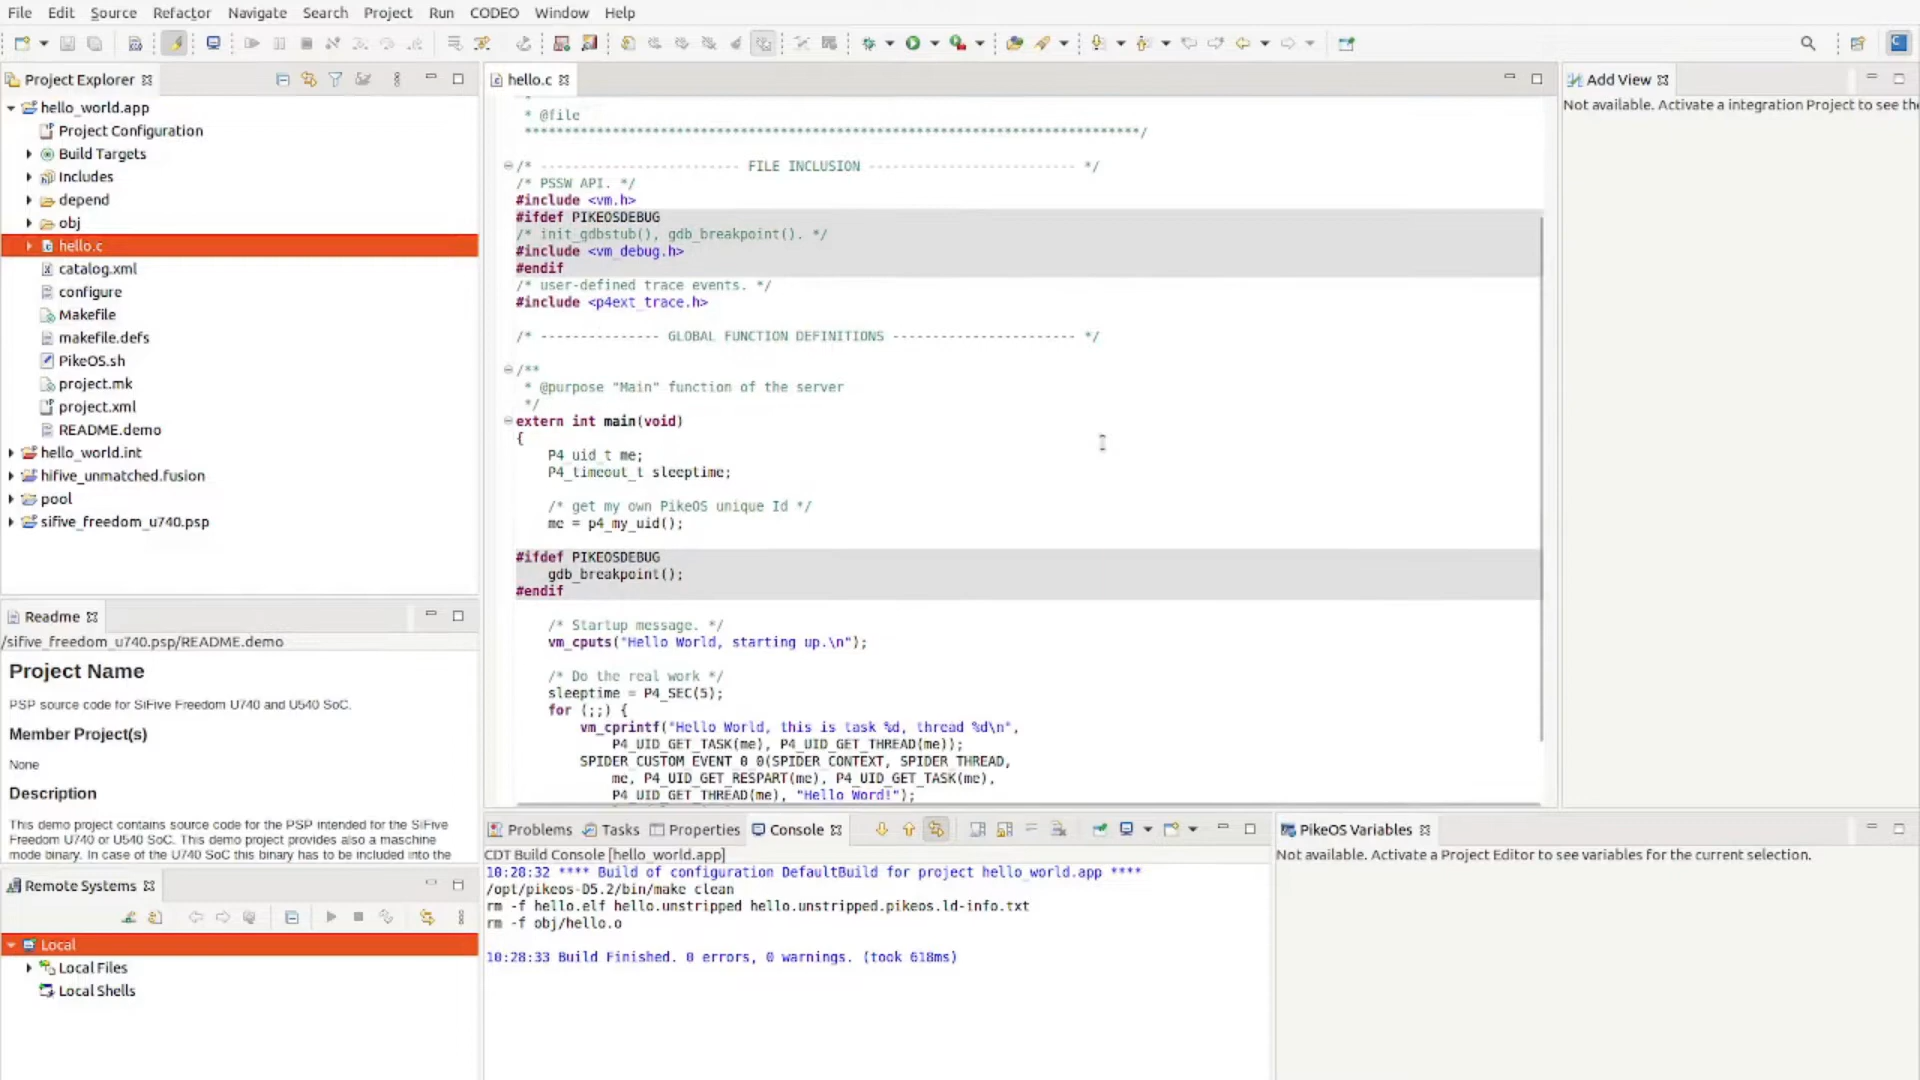 File Edit Source Refactor Navigate Search Project Run CODEO Window Help
Project Explorer
hello_world.app
Project Configuration
Build Targets
Includes
depend
obj
hello.c
catalog.xml
configure
Makefile
makefile.defs
PikeOS.sh
project.mk
project.xml
README.demo
hello_world.int
hifive_unmatched.fusion
pool
sifive_freedom_u740.psp
Readme
/sifive_freedom_u740.psp/README.demo
Project Name
PSP source code for SiFive Freedom U740 and U540 SoC.
Member Project(s)
None
Description
This demo project contains source code for the PSP intended for the SiFive
Freedom U740 or U540 SoC. This demo project provides also a maschine
mode binary. In case of the U740 SoC this binary has to be included into the
Remote Systems
Local
Local Files
Local Shells
hello.c
* @file
*****************************************************************************/
/* ------------------------- FILE INCLUSION -------------------------- */
/* PSSW API. */
#include <vm.h>
#ifdef PIKEOSDEBUG
/* init_gdbstub(), gdb_breakpoint(). */
#include <vm_debug.h>
#endif
/* user-defined trace events. */
#include <p4ext_trace.h>
/* --------------- GLOBAL FUNCTION DEFINITIONS ----------------------- */
/**
* @purpose "Main" function of the server
*/
extern int main(void)
{
P4_uid_t me;
P4_timeout_t sleeptime;
/* get my own PikeOS unique Id */
me = p4_my_uid();
#ifdef PIKEOSDEBUG
gdb_breakpoint();
#endif
/* Startup message. */
vm_cputs("Hello World, starting up.\n");
/* Do the real work */
sleeptime = P4_SEC(5);
for (;;) {
vm_cprintf("Hello World, this is task %d, thread %d\n",
P4_UID_GET_TASK(me), P4_UID_GET_THREAD(me));
SPIDER_CUSTOM_EVENT_0_0(SPIDER_CONTEXT, SPIDER_THREAD,
me, P4_UID_GET_RESPART(me), P4_UID_GET_TASK(me),
P4_UID_GET_THREAD(me), "Hello Word!");
Add View
Not available. Activate a integration Project to see the
Problems Tasks Properties Console
CDT Build Console [hello_world.app]
10:28:32 **** Build of configuration DefaultBuild for project hello_world.app ****
/opt/pikeos-D5.2/bin/make clean
rm -f hello.elf hello.unstripped hello.unstripped.pikeos.ld-info.txt
rm -f obj/hello.o
10:28:33 Build Finished. 0 errors, 0 warnings. (took 618ms)
PikeOS Variables
Not available. Activate a Project Editor to see variables for the current selection.